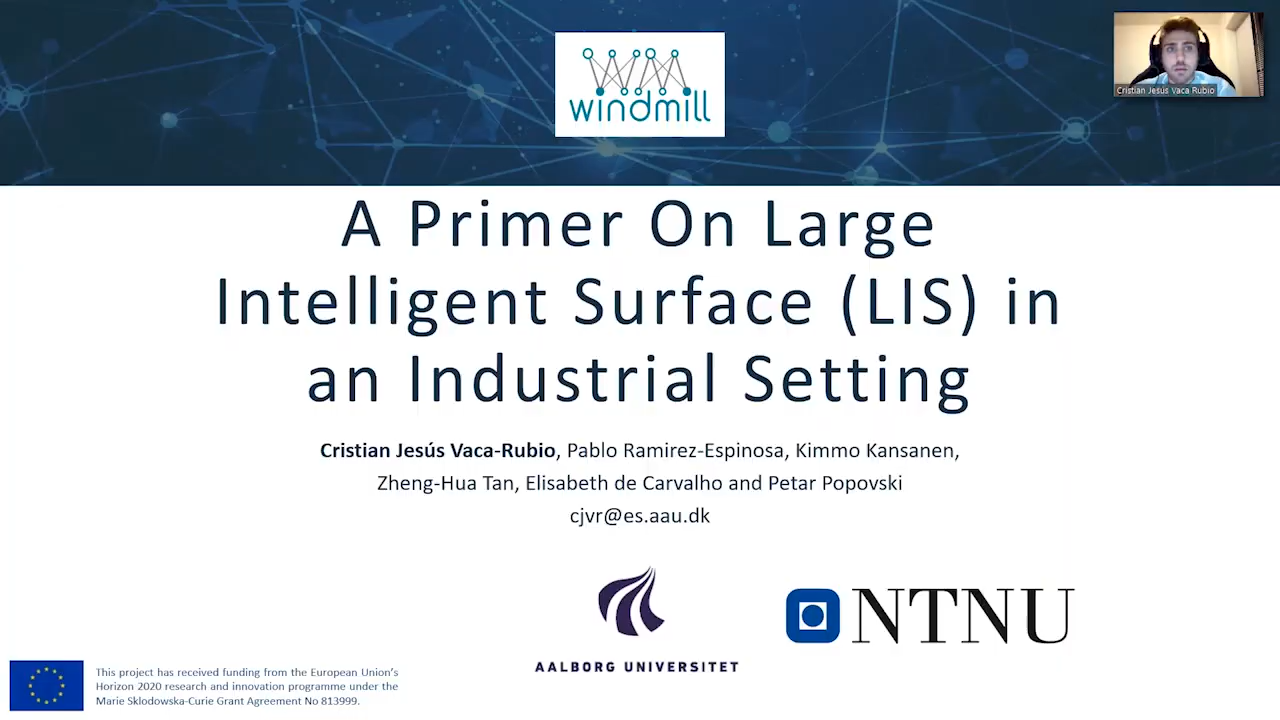 windmill
Cristian Jesús Vaca Rubio
A Primer On Large
Intelligent Surface (LIS) in
an Industrial Setting
Cristian Jesús Vaca-Rubio, Pablo Ramirez-Espinosa, Kimmo Kansanen,
Zheng-Hua Tan, Elisabeth de Carvalho and Petar Popovski
cjvr@es.aau.dk
AALBORG UNIVERSITET
NTNU
This project has received funding from the European Union's
Horizon 2020 research and innovation programme under the
Marie Sklodowska-Curie Grant Agreement No 813999.